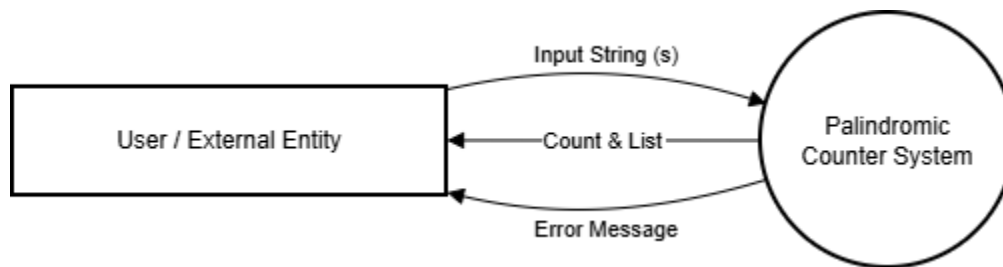 Input String (s)
User / External Entity
Count & List
Palindromic
Counter System
Error Message